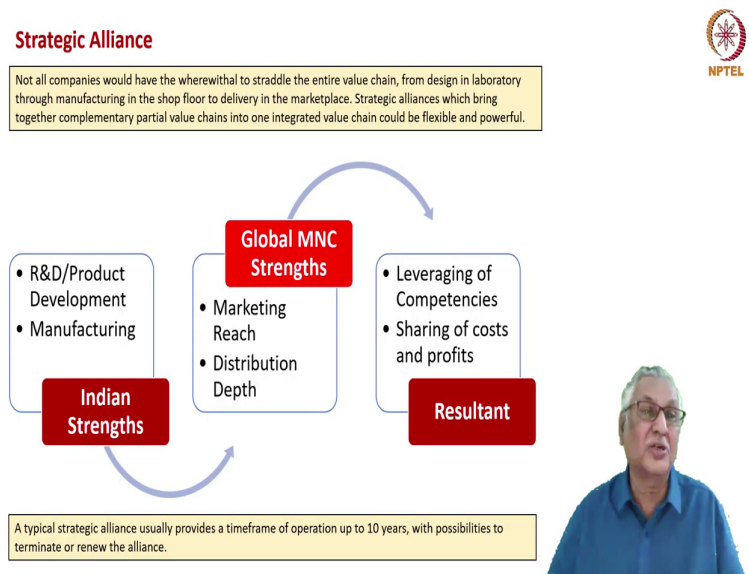 Strategic Alliance
NPTEL
Not all companies would have the wherewithal to straddle the entire value chain, from design in laboratory
through manufacturing in the shop floor to delivery in the marketplace. Strategic alliances which bring
together complementary partial value chains into one integrated value chain could be flexible and powerful.
• R&D/Product
Development
• Manufacturing
Indian
Strengths
Global MNC
Strengths
• Marketing
Reach
• Distribution
Depth
• Leveraging of
Competencies
• Sharing of costs
and profits
Resultant
A typical strategic alliance usually provides a timeframe of operation up to 10 years, with possibilities to
terminate or renew the alliance.